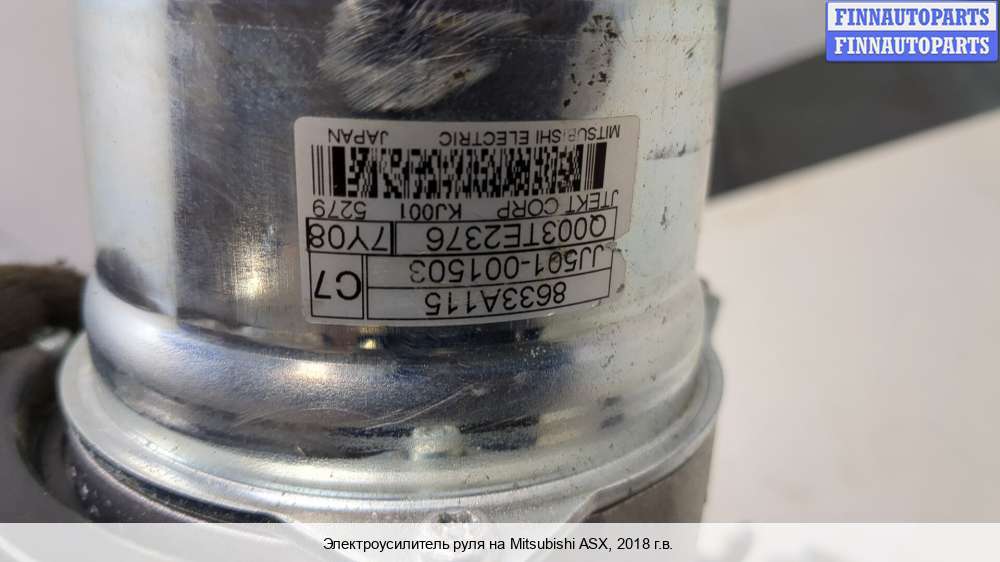 FINNAUTOPARTS
FINNAUTOPARTS
8633A115
JJ501-001503 C7
Q003TE2376 7Y08
JTEKT CORP KJ001 5279
MITSUBISHI ELECTRIC JAPAN
Электроусилитель руля на Mitsubishi ASX, 2018 г.в.